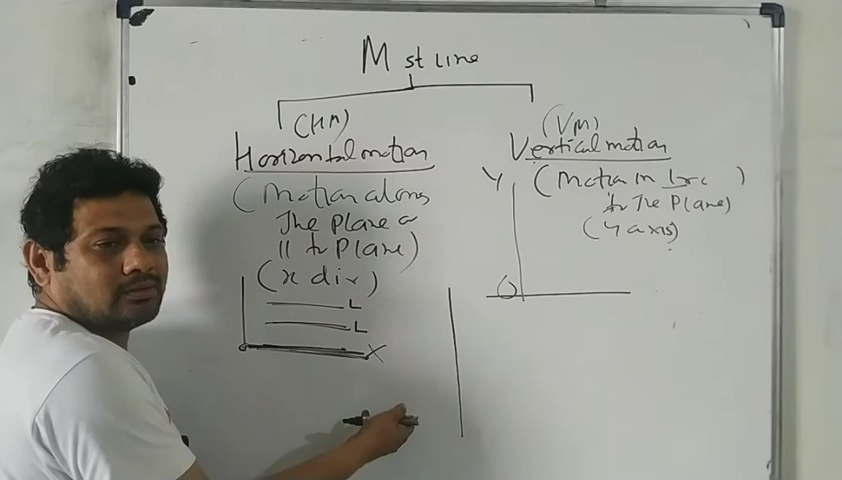 M st line
(HM)
Horizontal motion
(Motion along
The Plane or
11 to Plane)
(x dir)
L
L
X
(VM)
Vertical motion
Y
(Motion in )
to The Plane)
(Y axis)
O